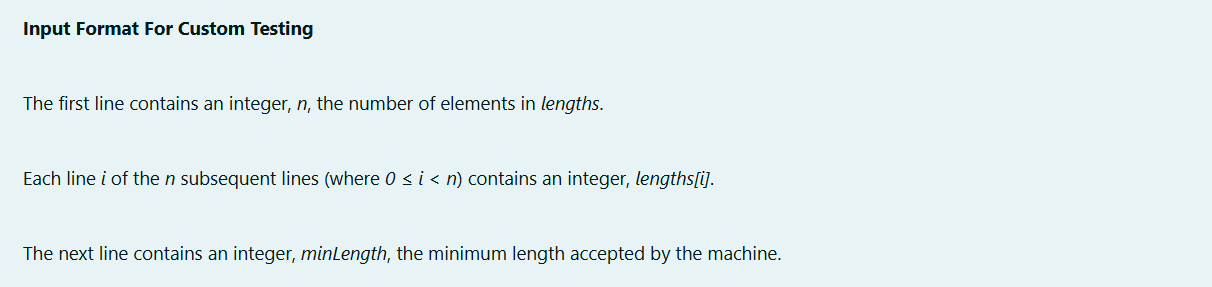 Input Format For Custom Testing
The first line contains an integer, n, the number of elements in lengths.
Each line i of the n subsequent lines (where 0 ≤ i < n) contains an integer, lengths[i].
The next line contains an integer, minLength, the minimum length accepted by the machine.